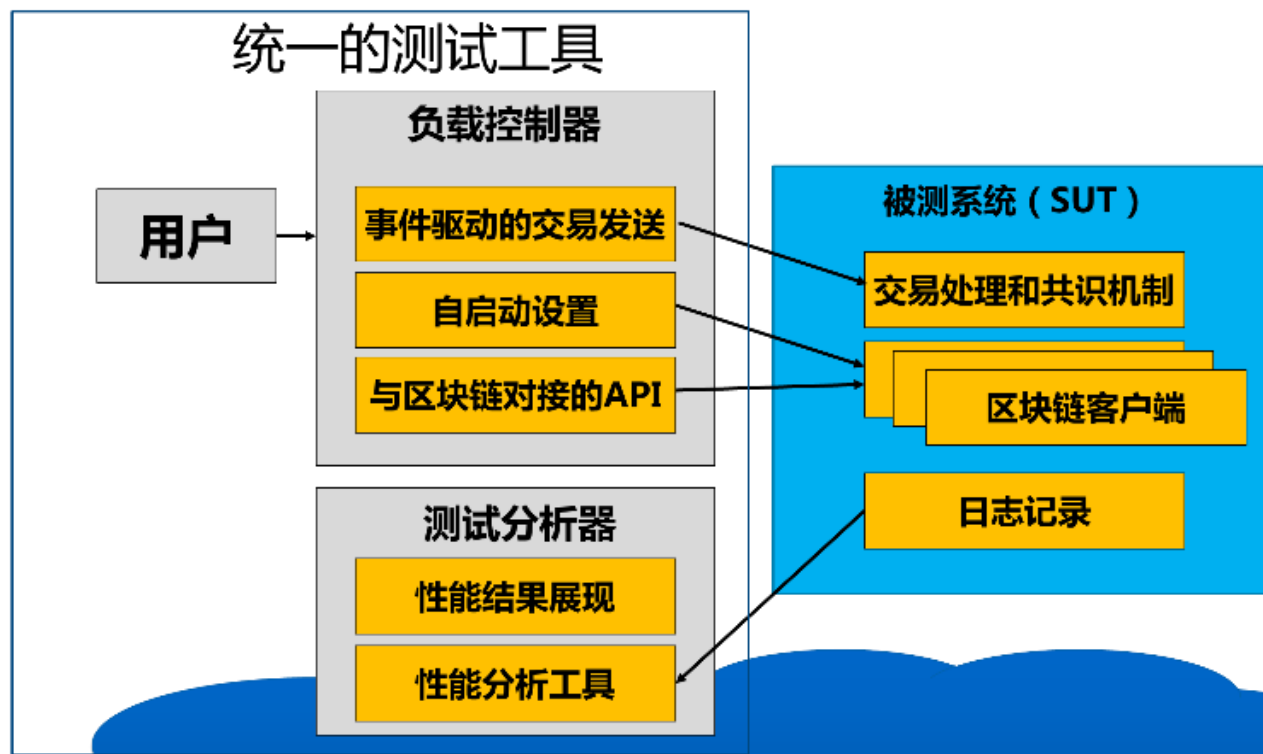 统一的测试工具
负载控制器
用户
事件驱动的交易发送
自启动设置
与区块链对接的API
测试分析器
性能结果展现
性能分析工具
被测系统（SUT）
交易处理和共识机制
区块链客户端
日志记录